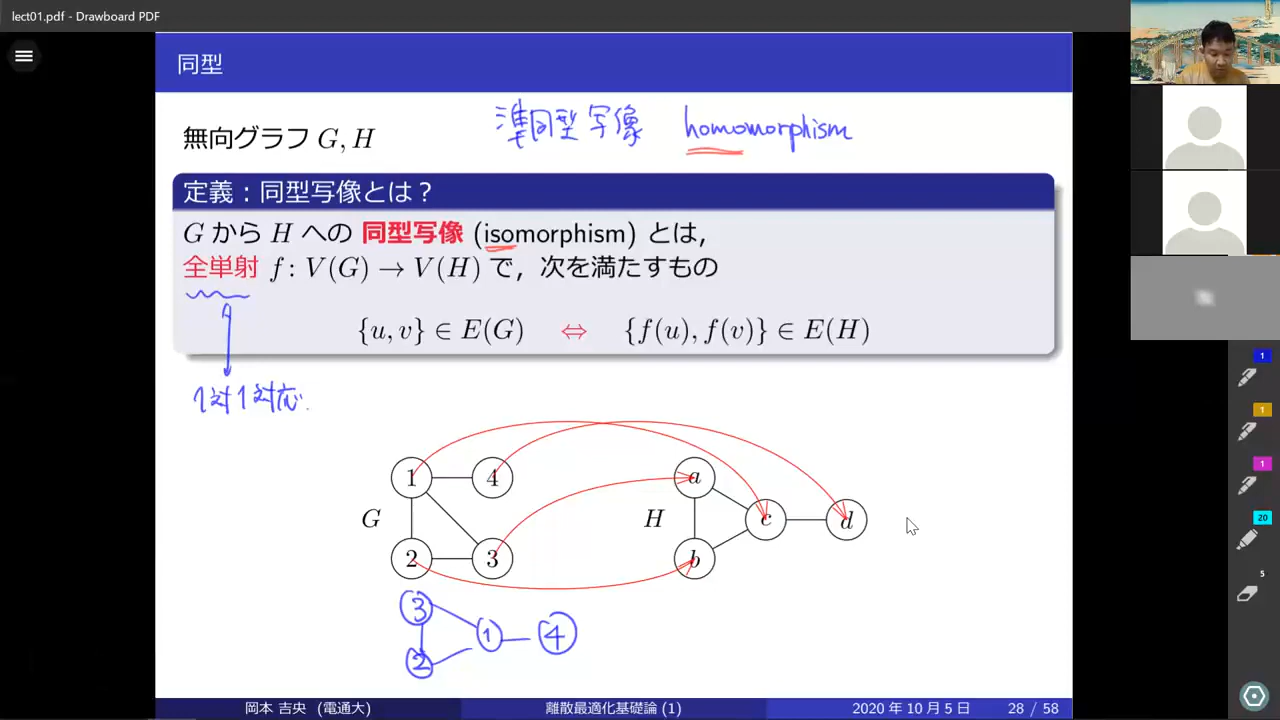 lect01.pdf - Drawboard PDF
同型
準同型写像 homomorphism
無向グラフ G, H
定義：同型写像とは？
G から H への 同型写像 (isomorphism) とは,
全単射 f : V(G) → V(H) で, 次を満たすもの
{u, v} ∈ E(G) ⇔ {f(u), f(v)} ∈ E(H)
1対1対応.
1 4
G
2 3
a
H c d
b
3
1 4
2
岡本 吉央 (電通大) 離散最適化基礎論 (1) 2020 年 10 月 5 日 28 / 58
1
1
1
20
5